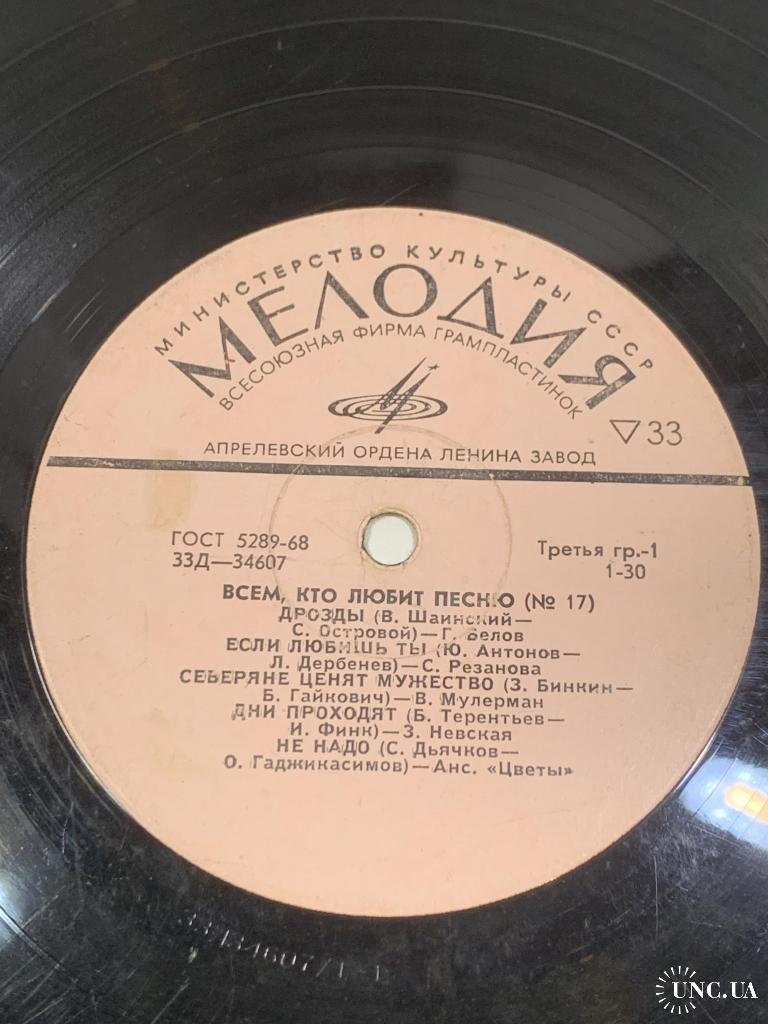 МИНИСТЕРСТВО КУЛЬТУРЫ СССР
МЕЛОДИЯ
ВСЕСОЮЗНАЯ ФИРМА ГРАМПЛАСТИНОК
▽33
АПРЕЛЕВСКИЙ ОРДЕНА ЛЕНИНА ЗАВОД
ГОСТ 5289-68
33Д—34607
Третья гр.-1
1-30
ВСЕМ, КТО ЛЮБИТ ПЕСНЮ (№ 17)
ДРОЗДЫ (В. Шаинский—
С. Островой)—Г. Белов
ЕСЛИ ЛЮБИШЬ ТЫ (Ю. Антонов—
Л. Дербенев)—С. Резанова
СЕВЕРЯНЕ ЦЕНЯТ МУЖЕСТВО (З. Бинкин—
Б. Гайкович)—В. Мулерман
ДНИ ПРОХОДЯТ (Б. Терентьев—
И. Финк)—З. Невская
НЕ НАДО (С. Дьячков—
О. Гаджикасимов)—Анс. «Цветы»
UNC.UA